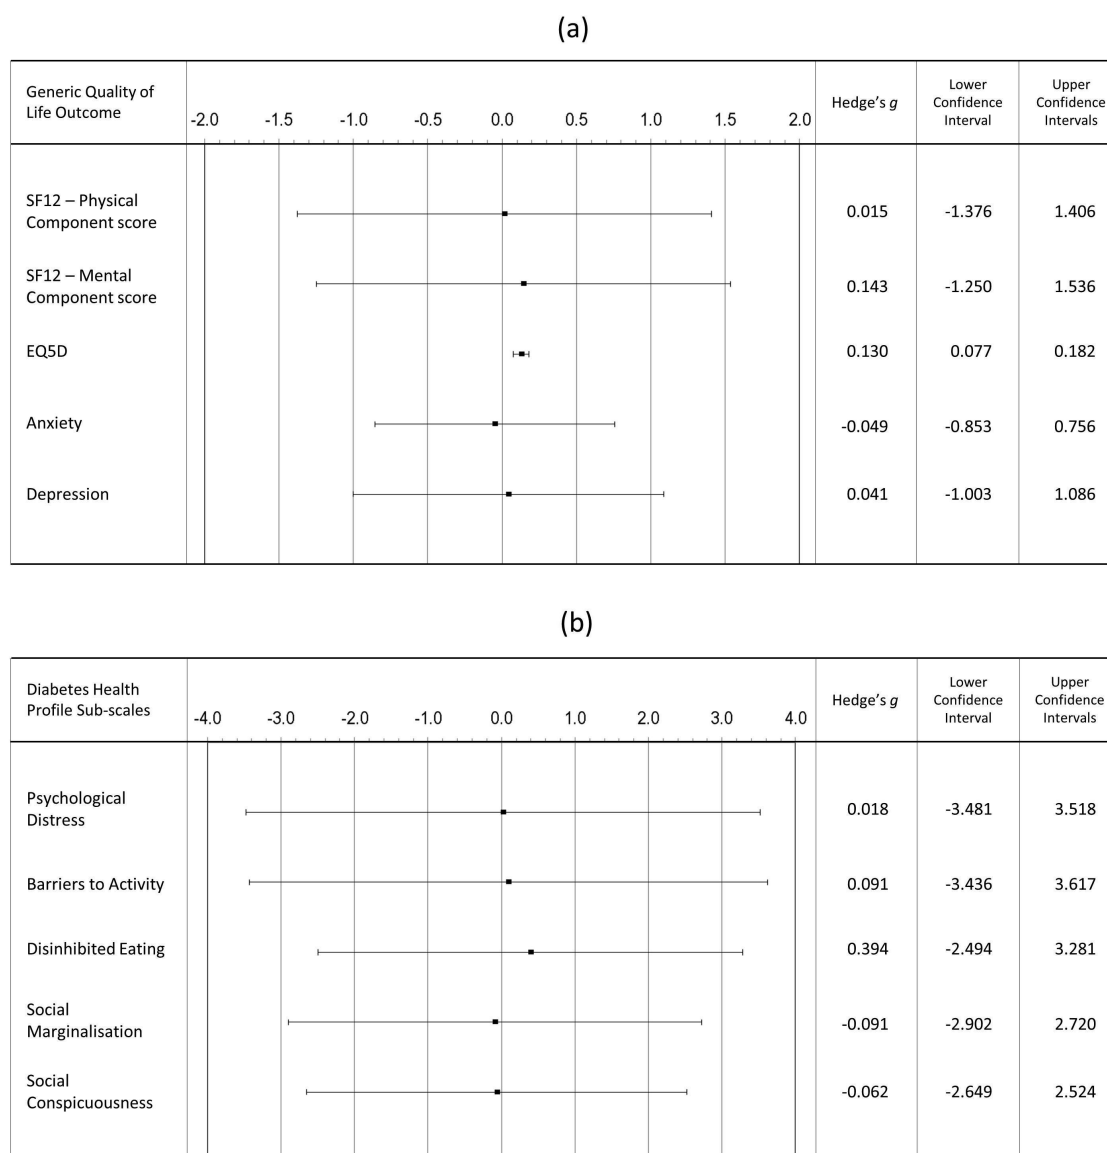 (a)
Generic Quality of
Life Outcome
-2.0 -1.5 -1.0 -0.5 0.0 0.5 1.0 1.5 2.0
Hedge's g
Lower
Confidence
Interval
Upper
Confidence
Intervals
SF12 – Physical
Component score
0.015 -1.376 1.406
SF12 – Mental
Component score
0.143 -1.250 1.536
EQ5D 0.130 0.077 0.182
Anxiety -0.049 -0.853 0.756
Depression 0.041 -1.003 1.086
(b)
Diabetes Health
Profile Sub-scales
-4.0 -3.0 -2.0 -1.0 0.0 1.0 2.0 3.0 4.0
Hedge's g
Lower
Confidence
Interval
Upper
Confidence
Intervals
Psychological
Distress
0.018 -3.481 3.518
Barriers to Activity 0.091 -3.436 3.617
Disinhibited Eating 0.394 -2.494 3.281
Social
Marginalisation
-0.091 -2.902 2.720
Social
Conspicuousness
-0.062 -2.649 2.524